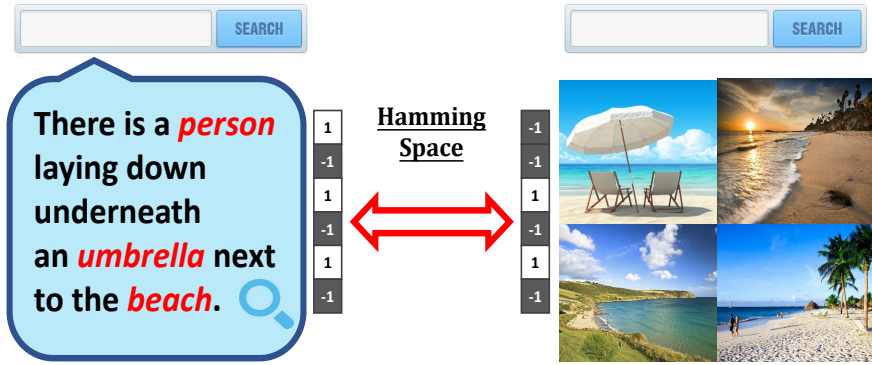 SEARCH
SEARCH
There is a person
laying down
underneath
an umbrella next
to the beach.
1
-1
1
-1
1
-1
Hamming
Space
-1
-1
1
-1
1
-1